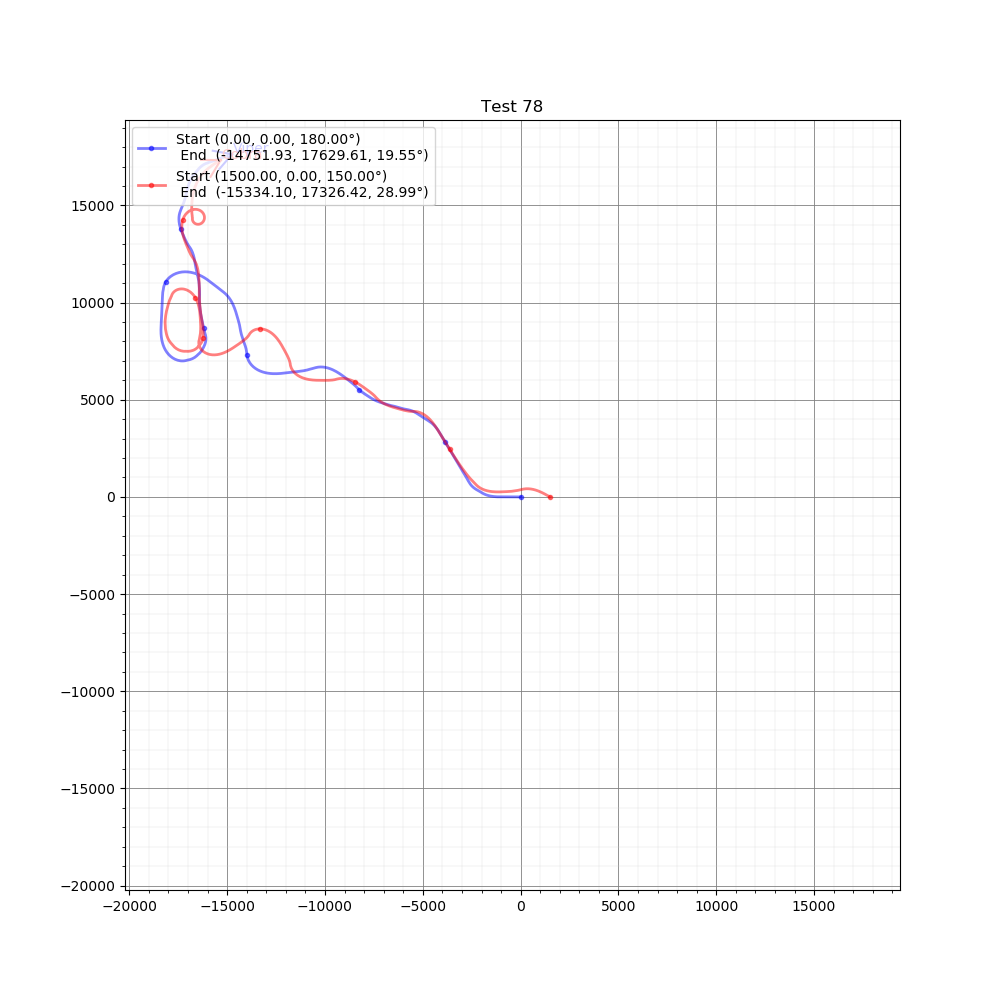 Test 78
Start (0.00, 0.00, 180.00°)
End (-14751.93, 17629.61, 19.55°)
Start (1500.00, 0.00, 150.00°)
End (-15334.10, 17326.42, 28.99°)
15000
10000
5000
0
−5000
−10000
−15000
−20000
−20000 −15000 −10000 −5000 0 5000 10000 15000